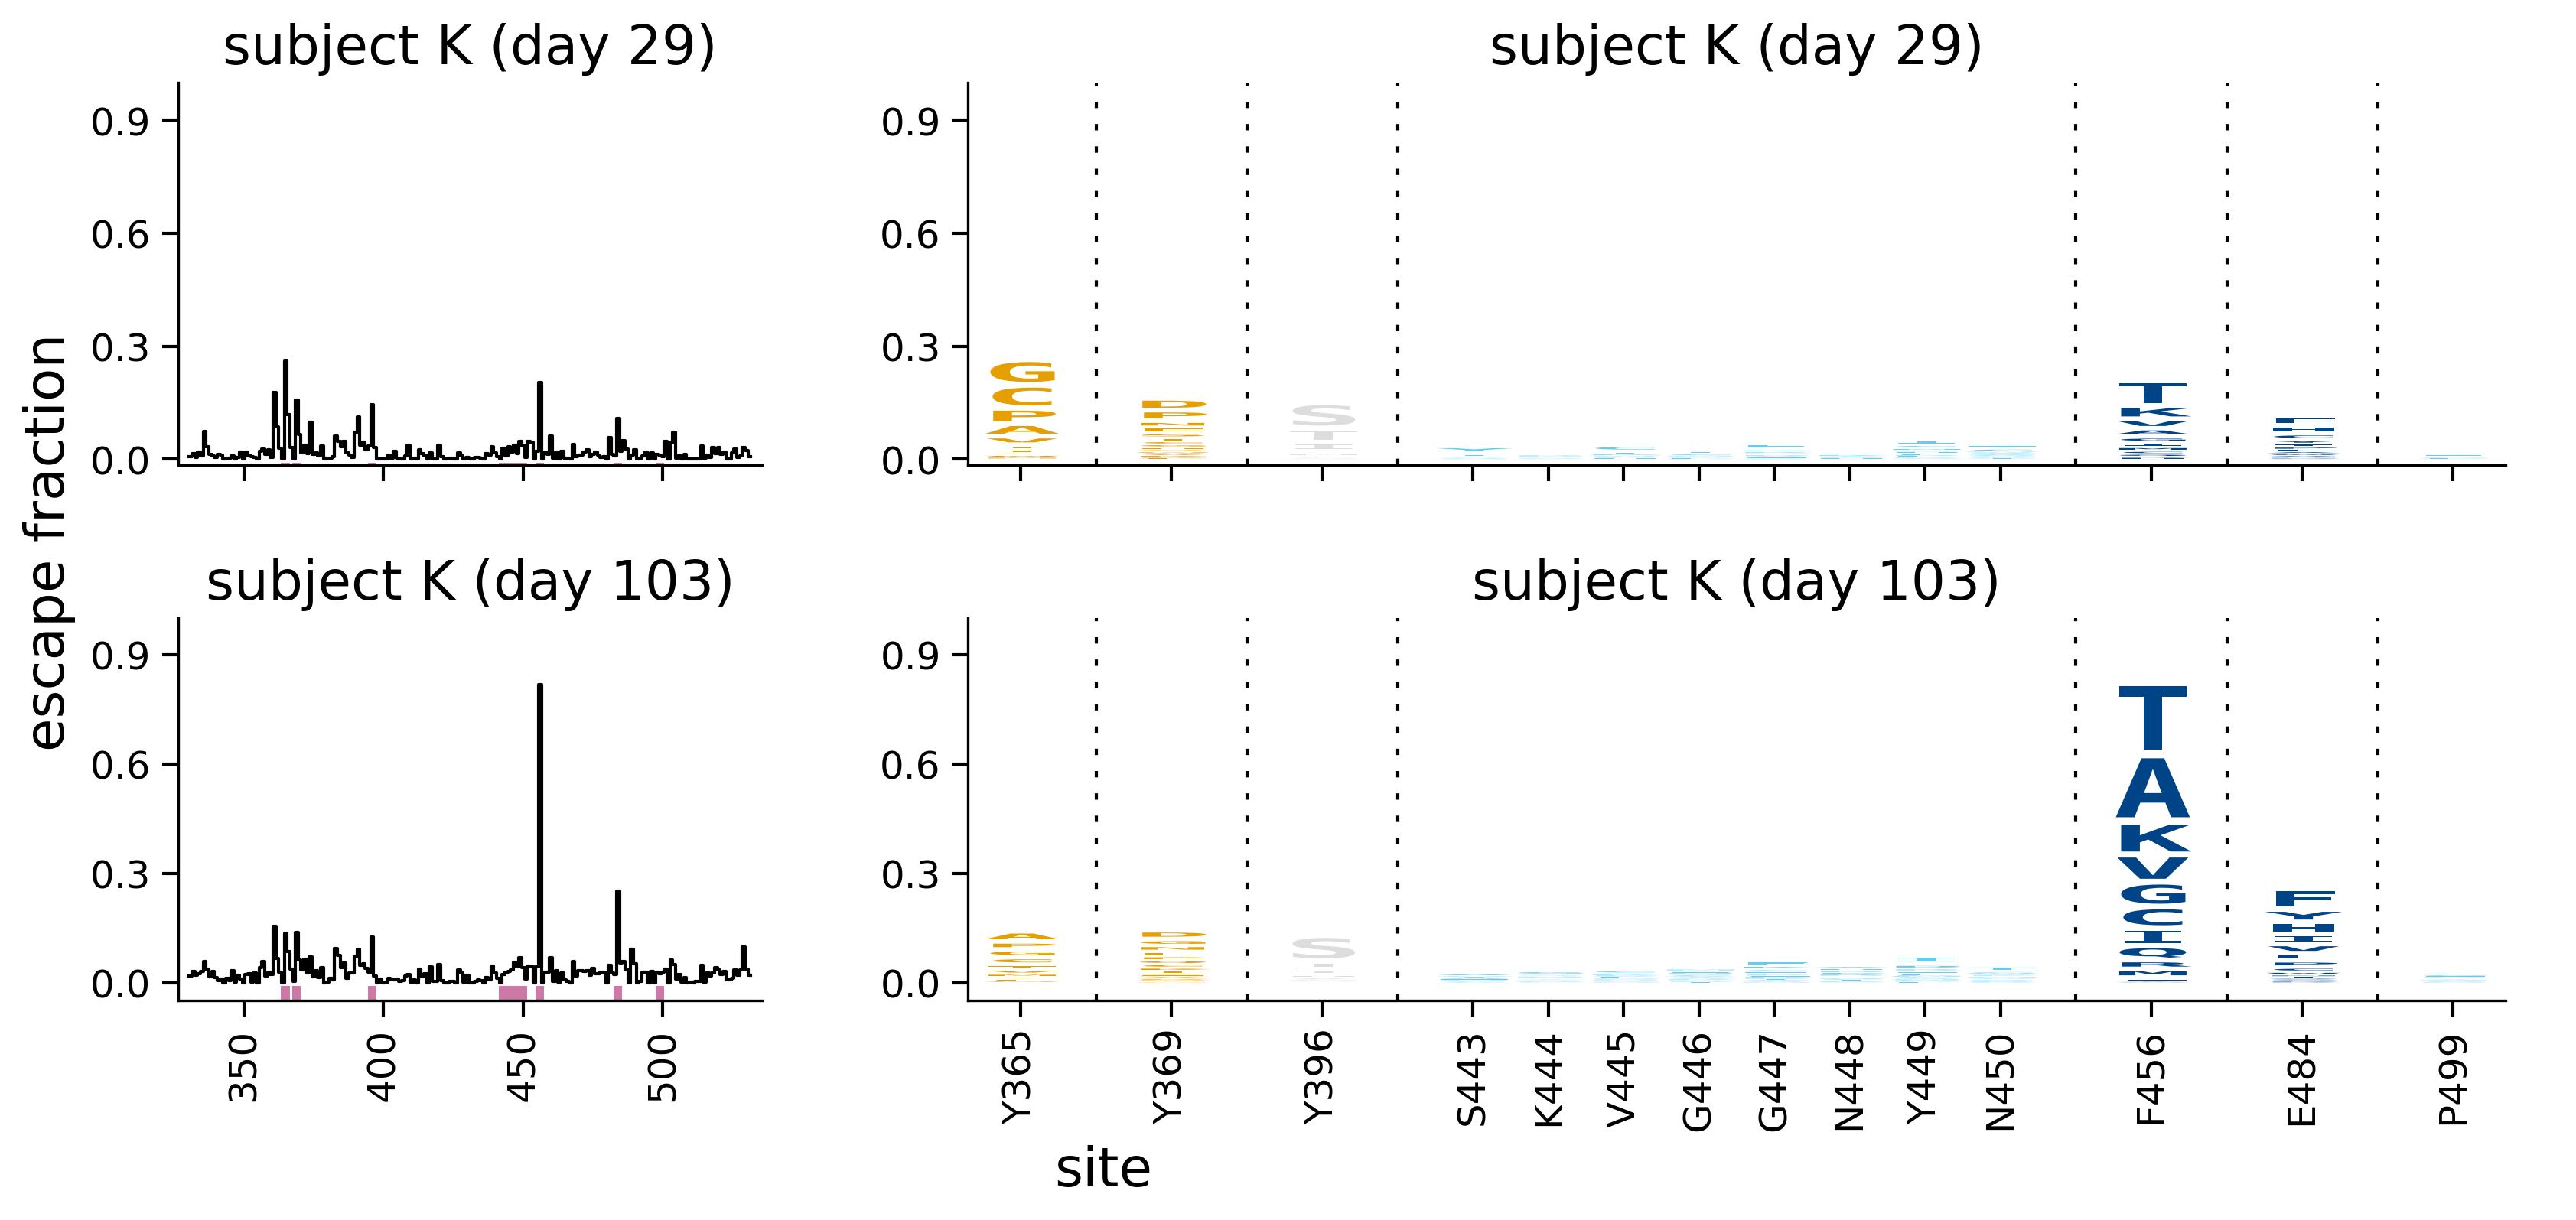 subject K (day 29)
subject K (day 29)
escape fraction
0.9
0.6
0.3
0.0
0.9
0.6
0.3
0.0
G
C
P
A
D
S
T
T
K
V
A
subject K (day 103)
subject K (day 103)
0.9
0.6
0.3
0.0
0.9
0.6
0.3
0.0
A
P
D
S
T
A
K
V
G
C
I
Q
R
M
F
Y
H
I
V
350
400
450
500
Y365
Y369
Y396
S443
K444
V445
G446
G447
N448
Y449
N450
F456
E484
P499
site